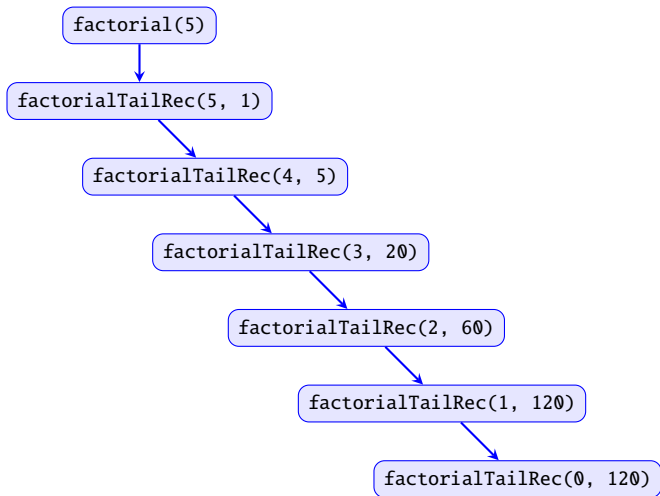 factorial(5)
factorialTailRec(5, 1)
factorialTailRec(4, 5)
factorialTailRec(3, 20)
factorialTailRec(2, 60)
factorialTailRec(1, 120)
factorialTailRec(0, 120)